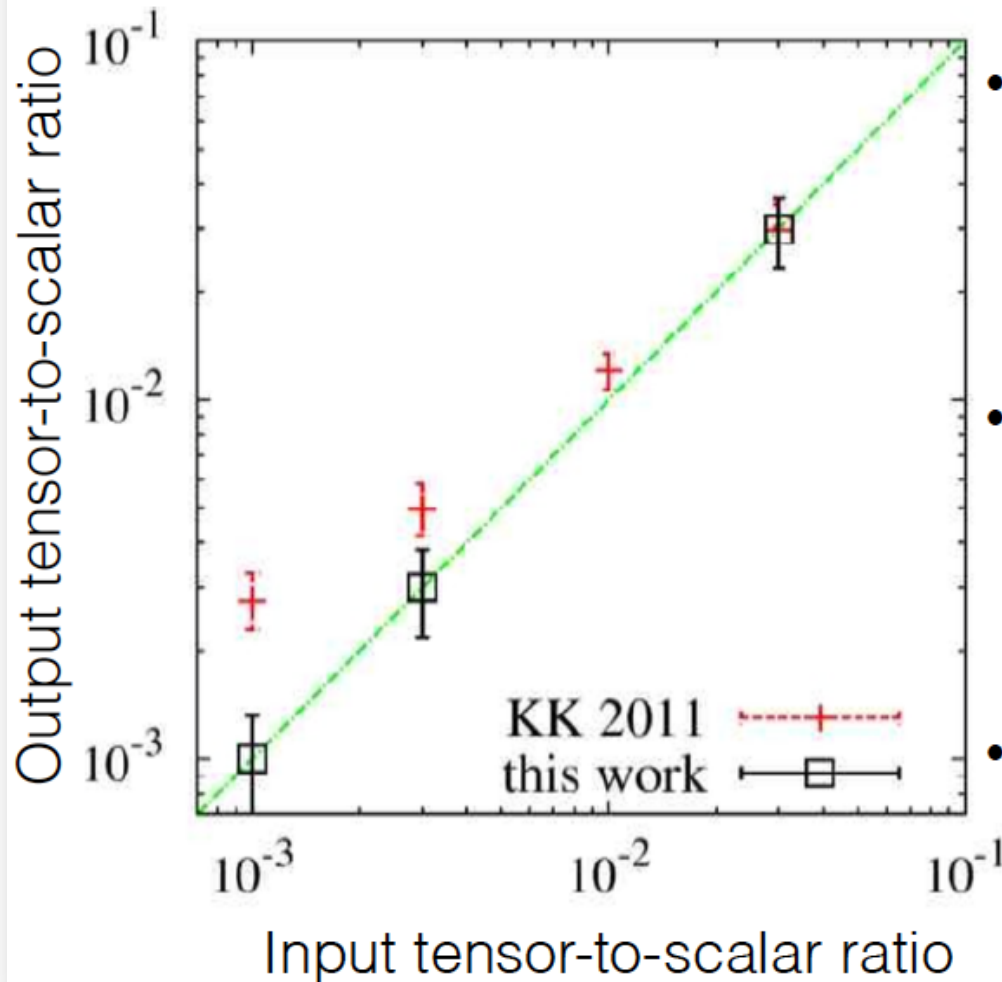 Output tensor-to-scalar ratio
10⁻¹
10⁻²
10⁻³
KK 2011
this work
10⁻³ 10⁻² 10⁻¹
Input tensor-to-scalar ratio
•
•
•